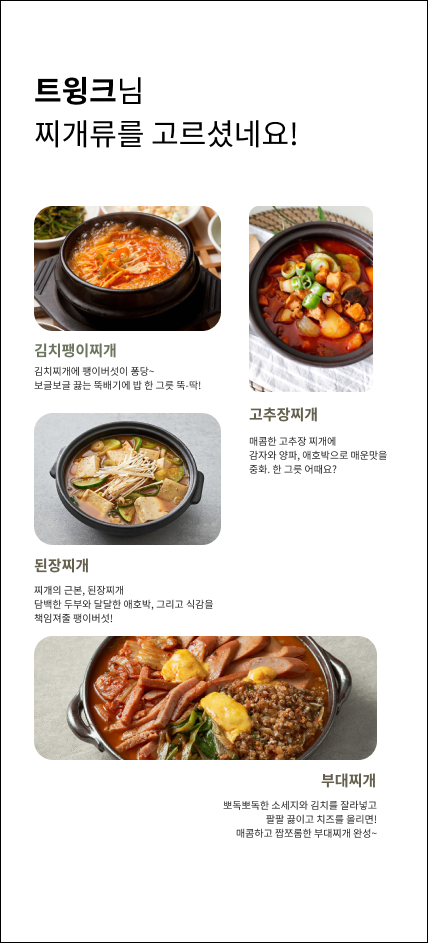 트윙크님
찌개류를 고르셨네요!
김치팽이찌개
김치찌개에 팽이버섯이 퐁당~
보글보글 끓는 뚝배기에 밥 한 그릇 뚝-딱!
고추장찌개
매콤한 고추장 찌개에
감자와 양파, 애호박으로 매운맛을
중화. 한 그릇 어때요?
된장찌개
찌개의 근본, 된장찌개
담백한 두부와 달달한 애호박, 그리고 식감을
책임져줄 팽이버섯!
부대찌개
뽀독뽀독한 소세지와 김치를 잘라넣고
팔팔 끓이고 치즈를 올리면!
매콤하고 짭쪼롬한 부대찌개 완성~